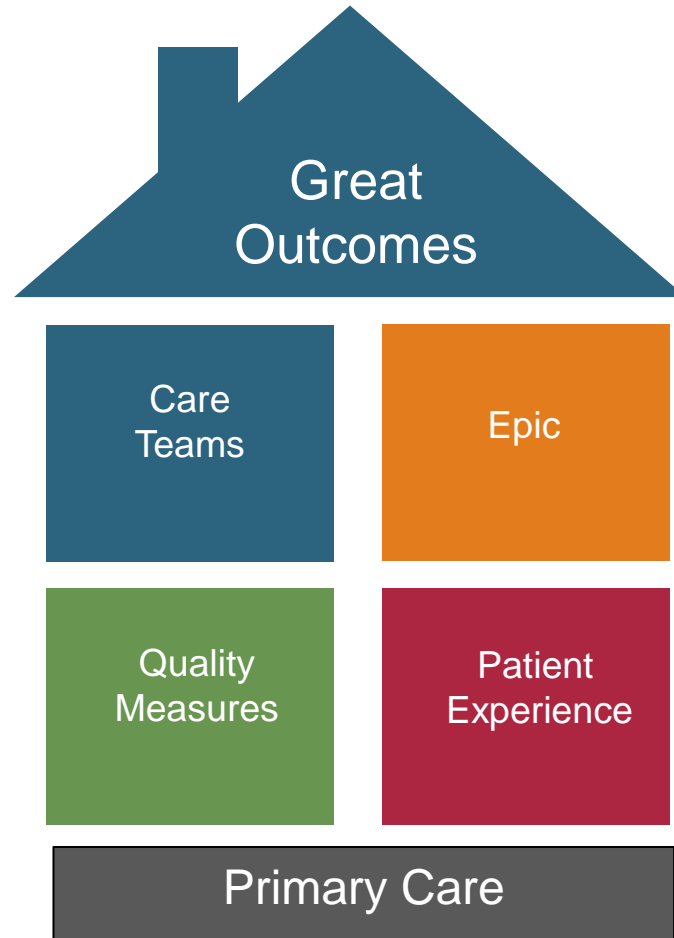 Great
Outcomes
Care
Teams
Epic
Quality
Measures
Patient
Experience
Primary Care